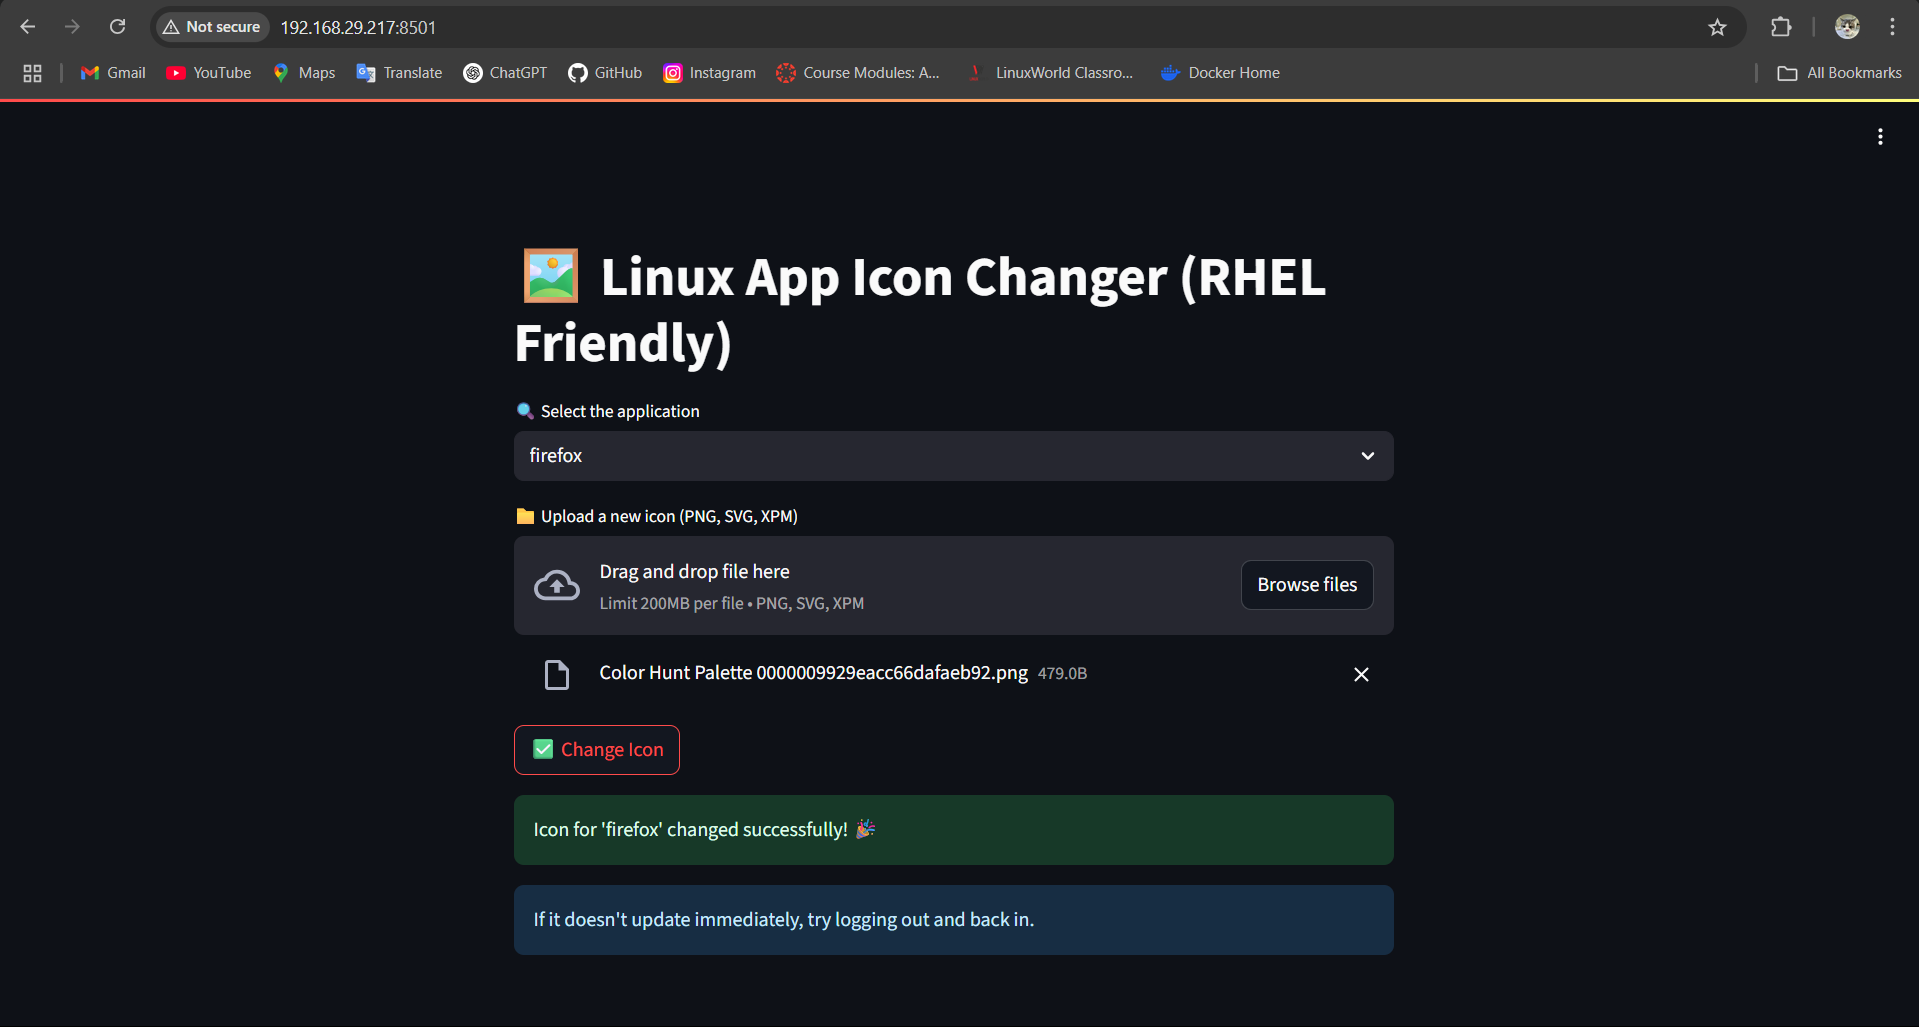 Not secure 192.168.29.217:8501
Gmail YouTube Maps Translate ChatGPT GitHub Instagram Course Modules: A... LinuxWorld Classro... Docker Home All Bookmarks
Linux App Icon Changer (RHEL
Friendly)
Select the application
firefox
Upload a new icon (PNG, SVG, XPM)
Drag and drop file here
Limit 200MB per file • PNG, SVG, XPM
Browse files
Color Hunt Palette 0000009929eacc66dafaeb92.png 479.0B
Change Icon
Icon for 'firefox' changed successfully! 🎉
If it doesn't update immediately, try logging out and back in.